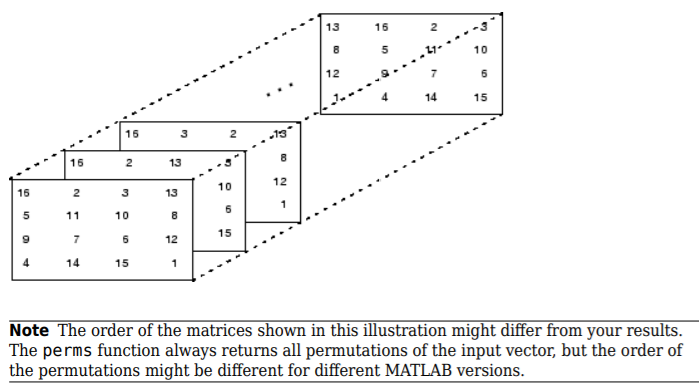 13 16 2 3
8 5 11 10
12 9 7 6
1 4 14 15
16 3 2 13
8
12
1
16 2 13 3
10
6
15
16 2 3 13
5 11 10 8
9 7 6 12
4 14 15 1
Note The order of the matrices shown in this illustration might differ from your results.
The perms function always returns all permutations of the input vector, but the order of
the permutations might be different for different MATLAB versions.